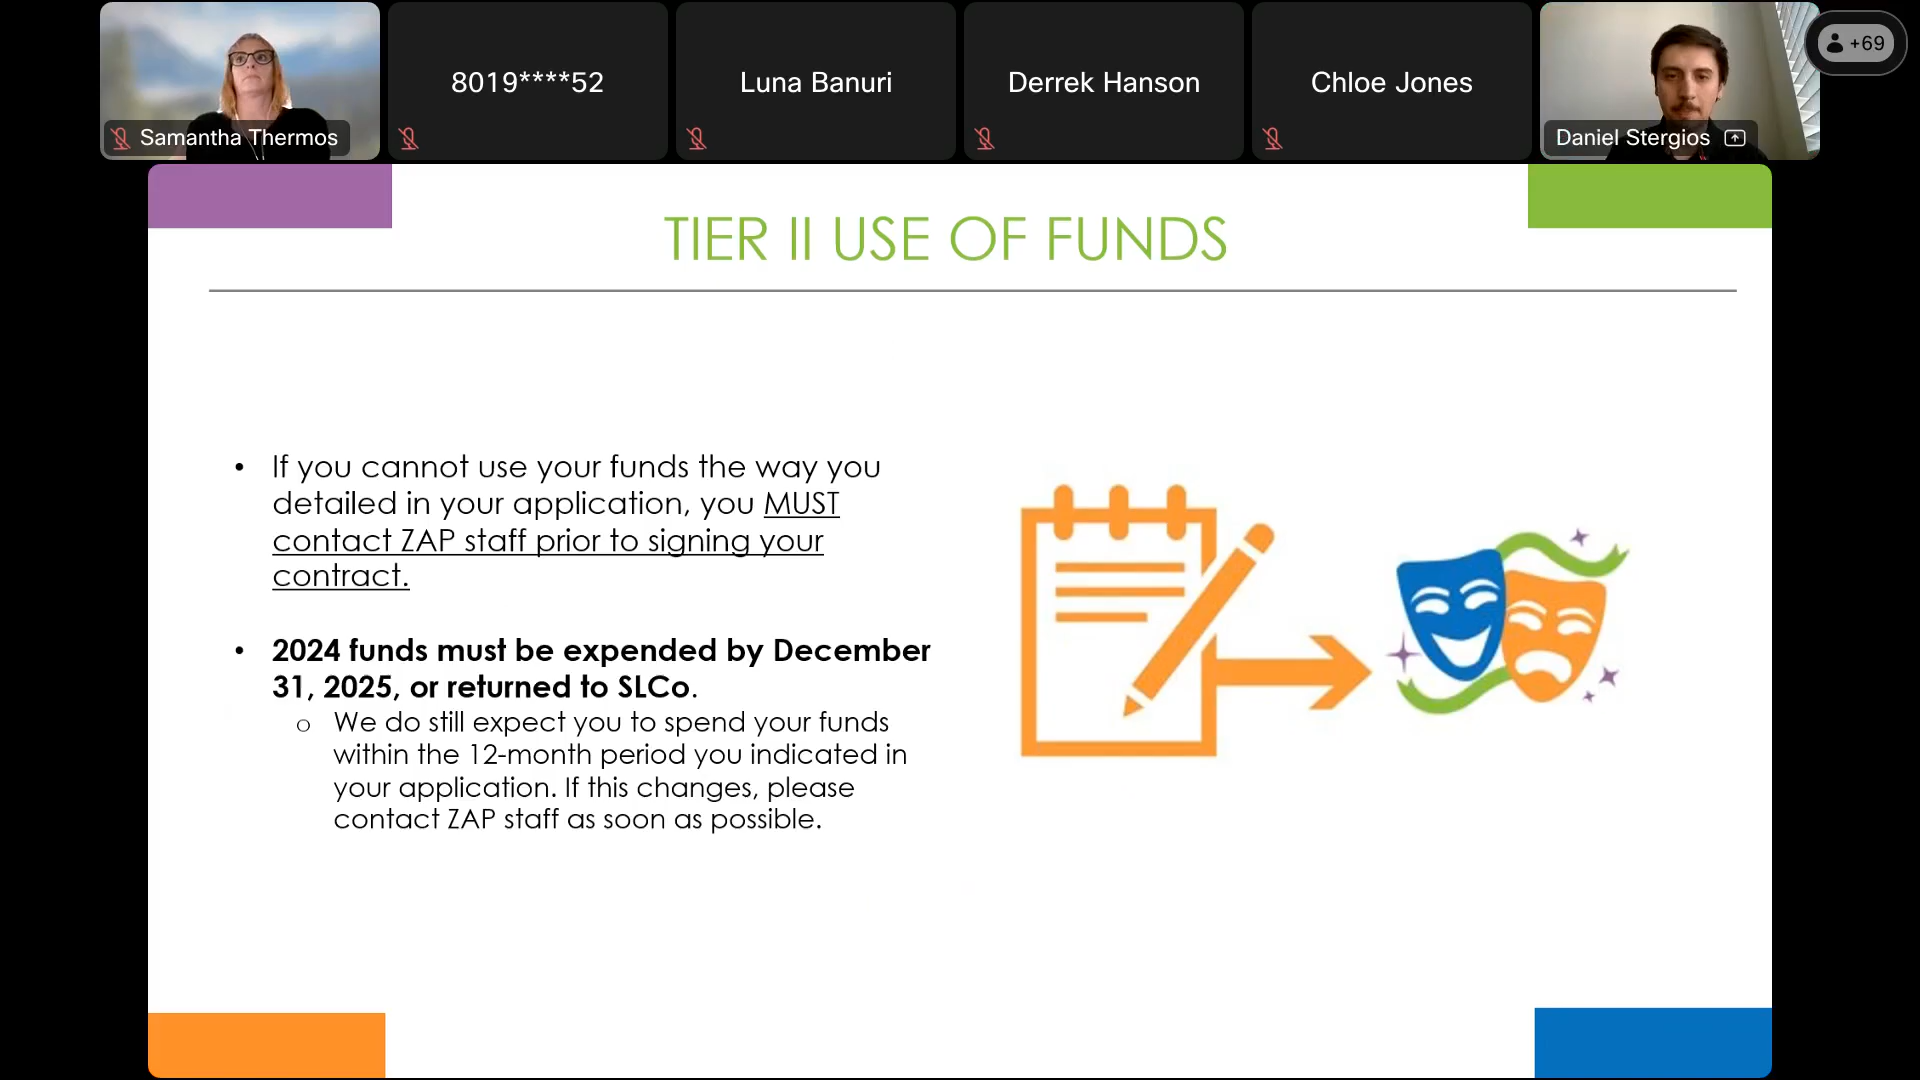 Samantha Thermos
8019****52
Luna Banuri
Derrek Hanson
Chloe Jones
Daniel Stergios
+69
TIER II USE OF FUNDS
• If you cannot use your funds the way you
detailed in your application, you MUST
contact ZAP staff prior to signing your
contract.
• 2024 funds must be expended by December
31, 2025, or returned to SLCo.
o We do still expect you to spend your funds
within the 12-month period you indicated in
your application. If this changes, please
contact ZAP staff as soon as possible.